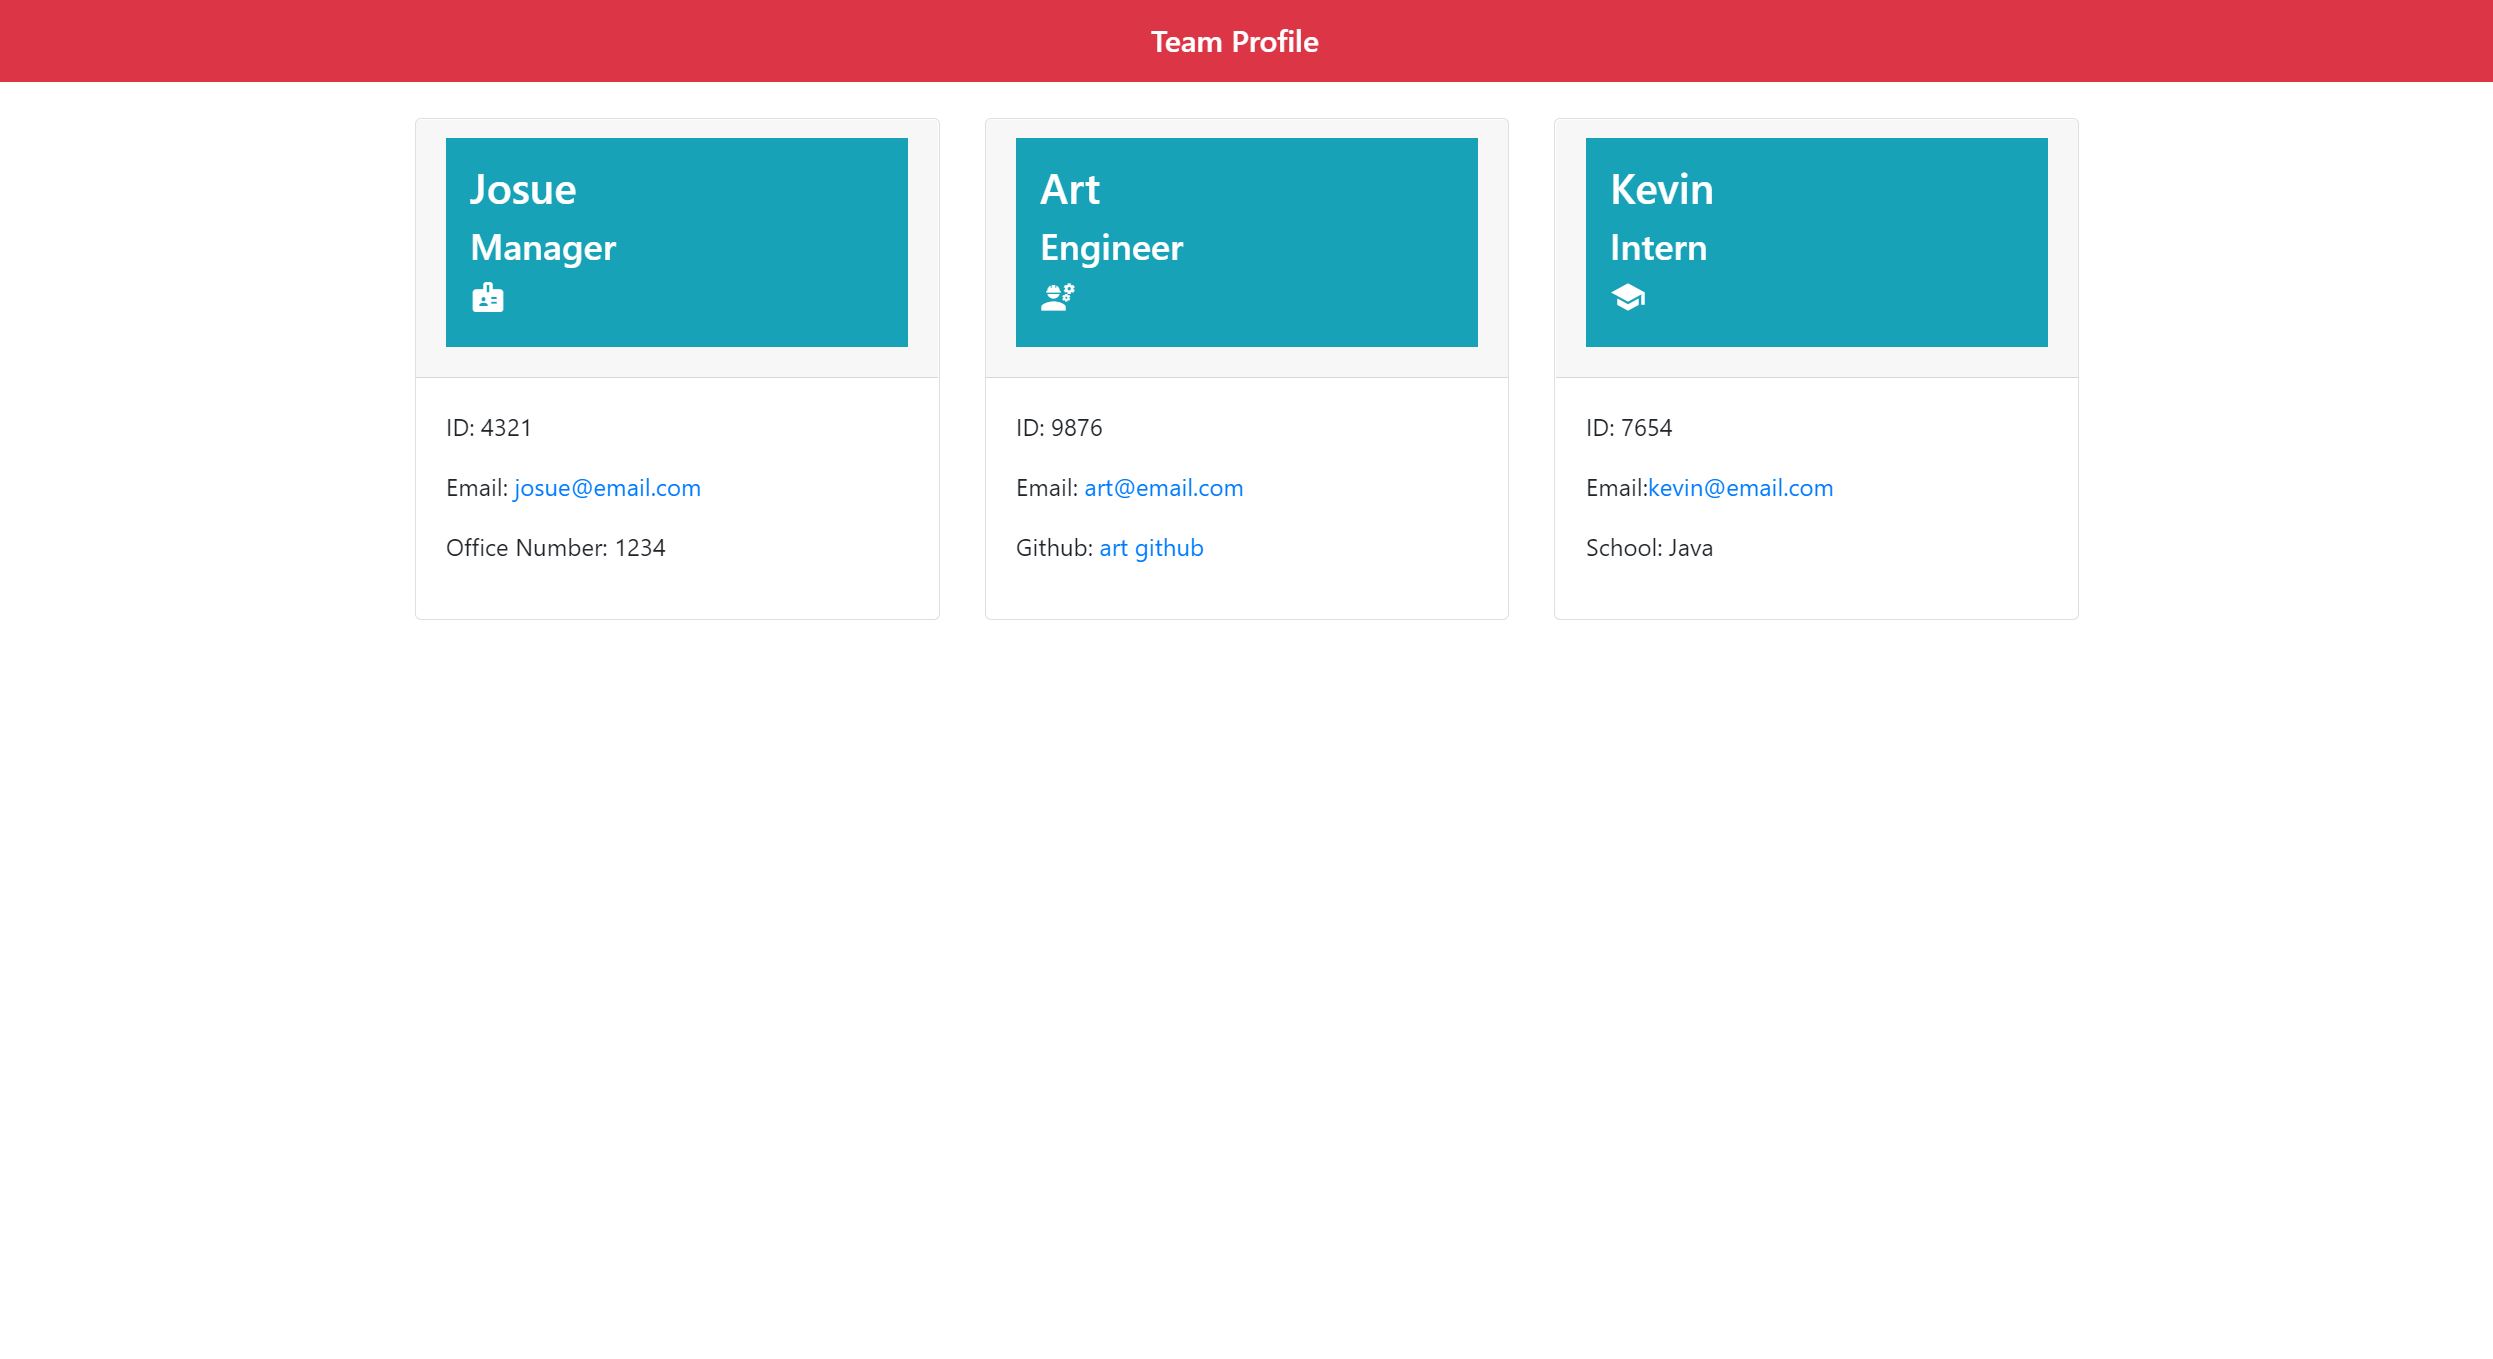 Team Profile
Josue
Manager
ID: 4321
Email: josue@email.com
Office Number: 1234
Art
Engineer
ID: 9876
Email: art@email.com
Github: art github
Kevin
Intern
ID: 7654
Email:kevin@email.com
School: Java